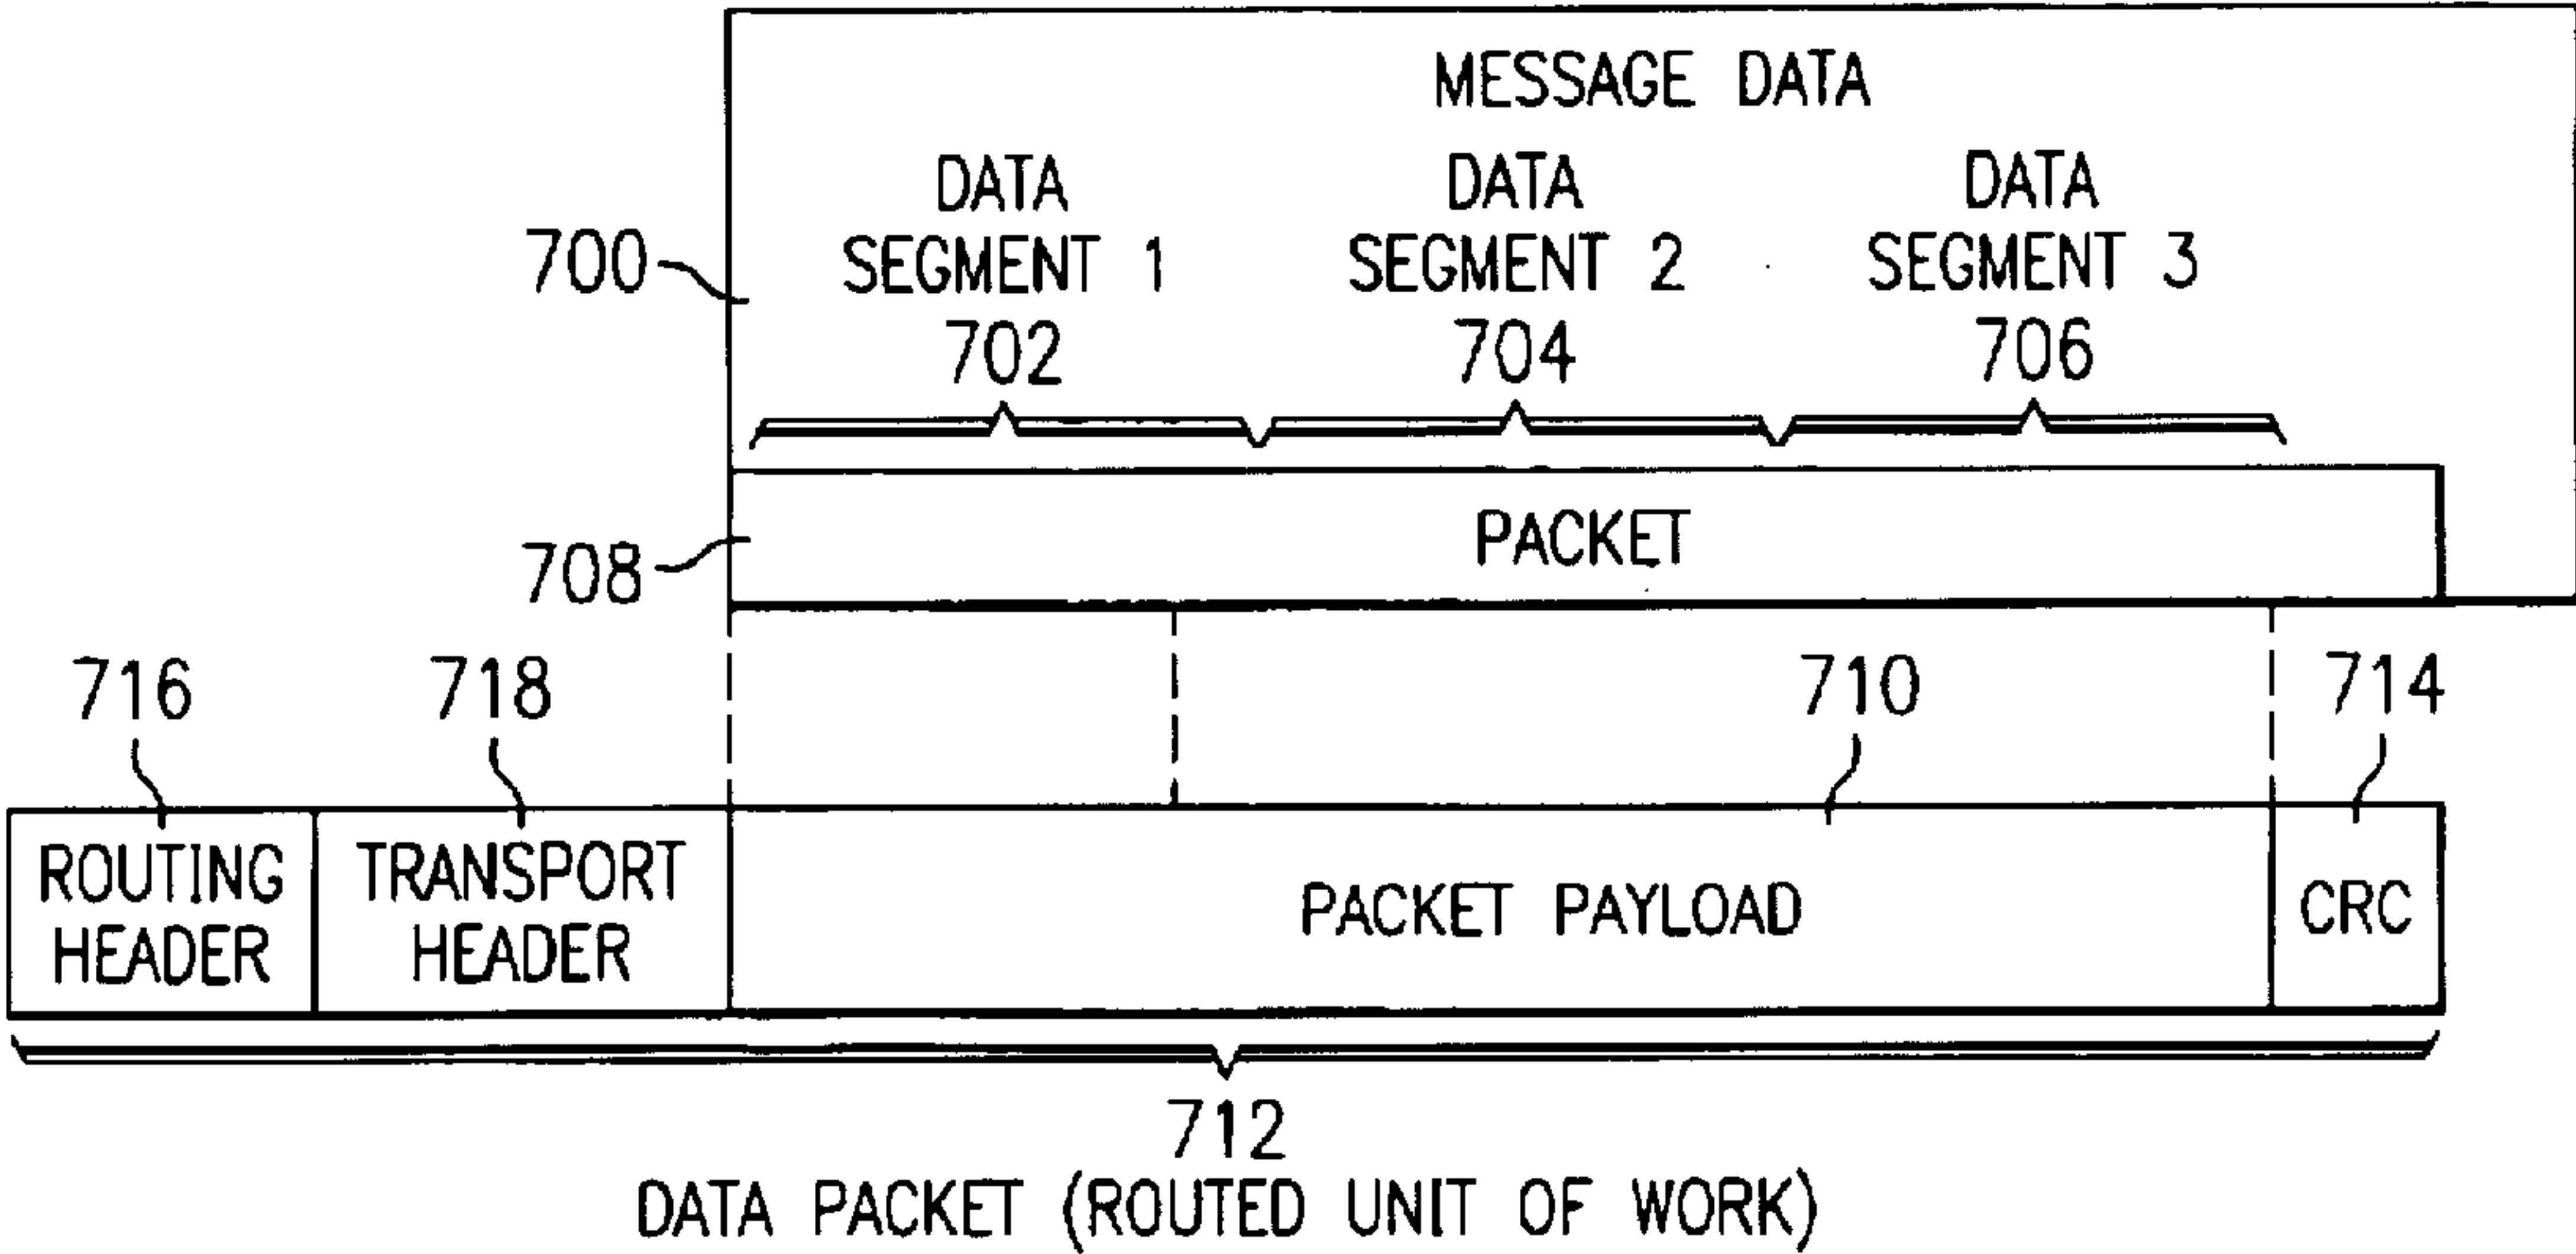 MESSAGE DATA
DATA SEGMENT 1
702
DATA SEGMENT 2
704
DATA SEGMENT 3
706
700
PACKET
708
716
718
710
714
ROUTING HEADER
TRANSPORT HEADER
PACKET PAYLOAD
CRC
712
DATA PACKET (ROUTED UNIT OF WORK)